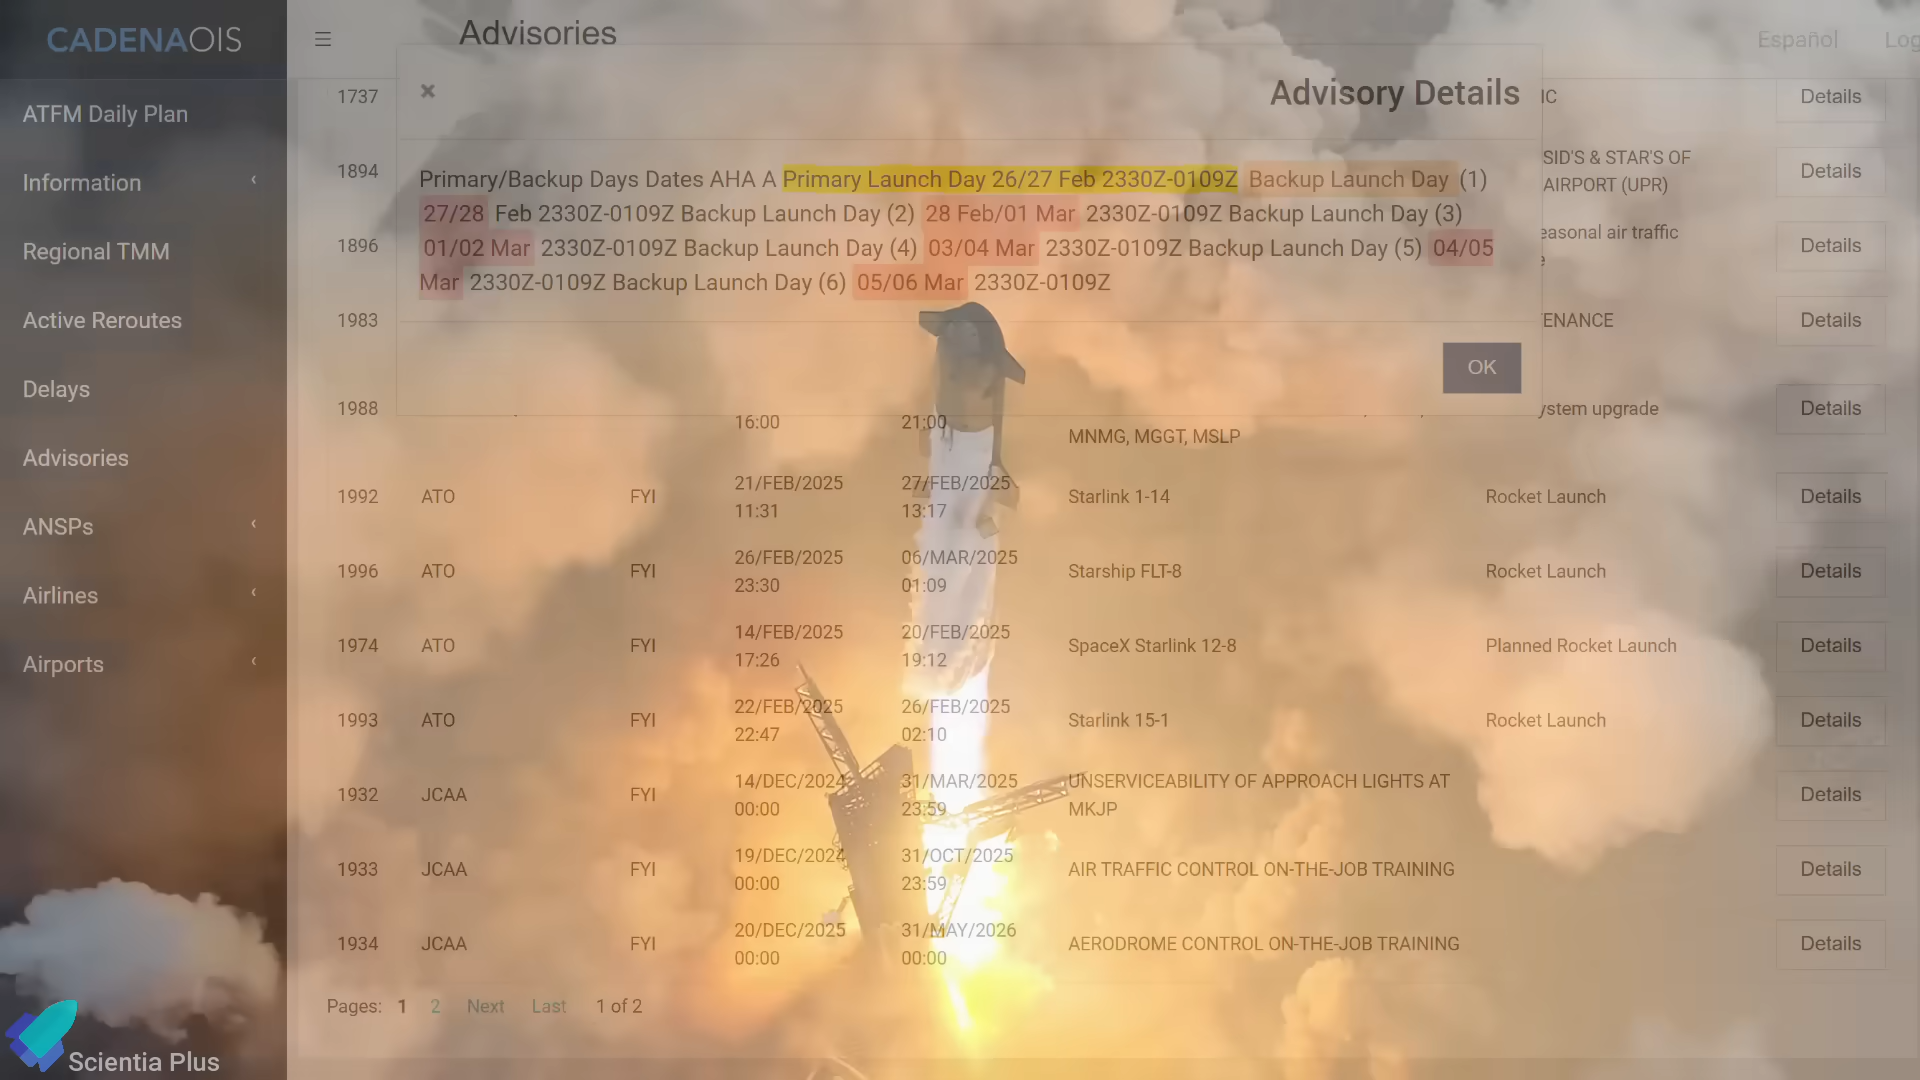 CADENAOIS
Advisories
Español
Log
ATFM Daily Plan
Information
Regional TMM
Active Reroutes
Delays
Advisories
ANSPs
Airlines
Airports
×
Advisory Details
Primary/Backup Days Dates AHA A Primary Launch Day 26/27 Feb 2330Z-0109Z Backup Launch Day (1)
27/28 Feb 2330Z-0109Z Backup Launch Day (2) 28 Feb/01 Mar 2330Z-0109Z Backup Launch Day (3)
01/02 Mar 2330Z-0109Z Backup Launch Day (4) 03/04 Mar 2330Z-0109Z Backup Launch Day (5) 04/05
Mar 2330Z-0109Z Backup Launch Day (6) 05/06 Mar 2330Z-0109Z
OK
1737 IC Details
1894 SID'S & STAR'S OF Details
AIRPORT (UPR)
1896 easonal air traffic Details
e
1983 TENANCE Details
1988 ystem upgrade Details
16:00 21:00 MNMG, MGGT, MSLP
1992 ATO FYI 21/FEB/2025 27/FEB/2025 Starlink 1-14 Rocket Launch Details
11:31 13:17
1996 ATO FYI 26/FEB/2025 06/MAR/2025 Starship FLT-8 Rocket Launch Details
23:30 01:09
1974 ATO FYI 14/FEB/2025 20/FEB/2025 SpaceX Starlink 12-8 Planned Rocket Launch Details
17:26 19:12
1993 ATO FYI 22/FEB/2025 26/FEB/2025 Starlink 15-1 Rocket Launch Details
22:47 02:10
1932 JCAA FYI 14/DEC/2024 31/MAR/2025 UNSERVICEABILITY OF APPROACH LIGHTS AT Details
00:00 23:59 MKJP
1933 JCAA FYI 19/DEC/2024 31/OCT/2025 AIR TRAFFIC CONTROL ON-THE-JOB TRAINING Details
00:00 23:59
1934 JCAA FYI 20/DEC/2025 31/MAY/2026 AERODROME CONTROL ON-THE-JOB TRAINING Details
00:00 00:00
Pages: 1 2 Next Last 1 of 2
Scientia Plus